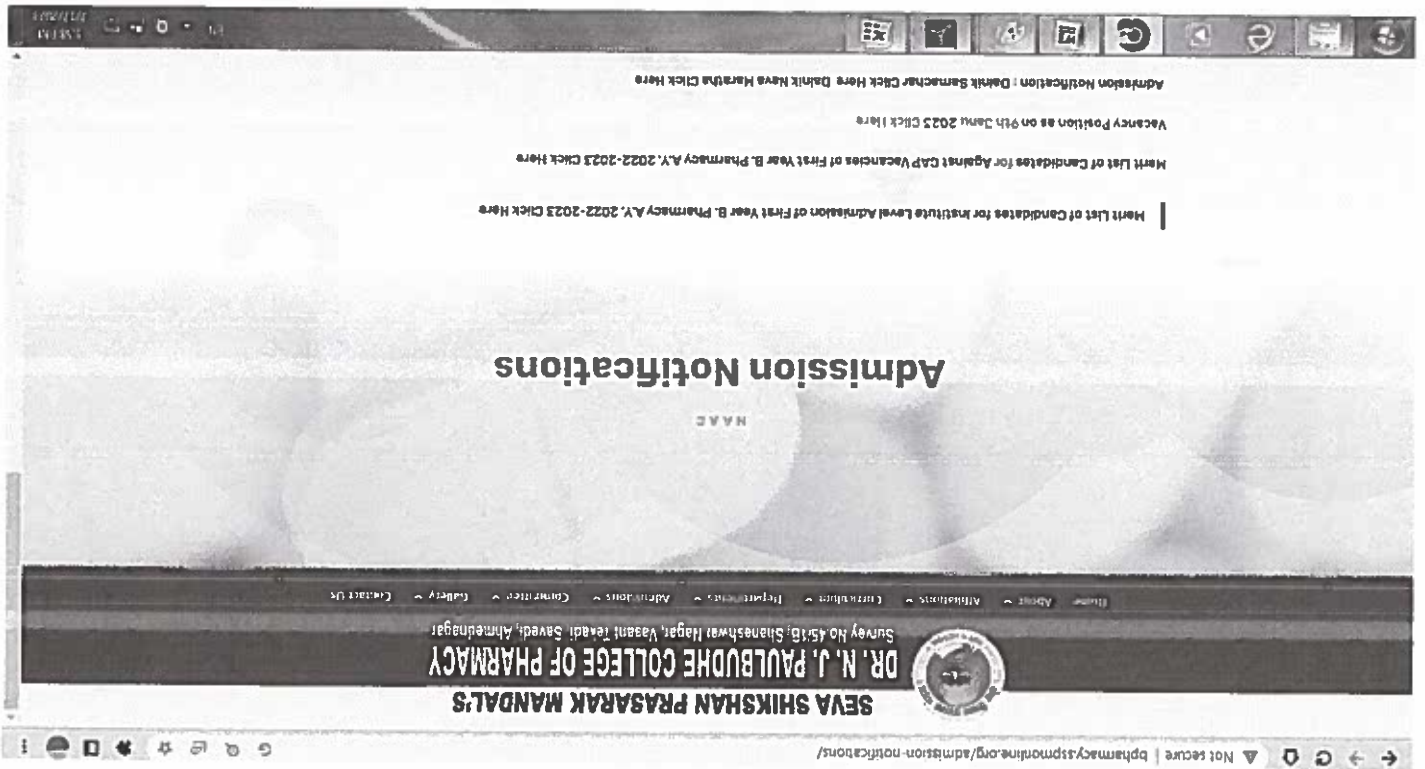 Not secure | bpharmacy.sspmonline.org/admission-notifications/
SEVA SHIKSHAN PRASARAK MANDAL'S
DR. N. J. PAULBUDHE COLLEGE OF PHARMACY
Survey No.45/1B, Shaneshwar Nagar, Vasant Tekadi, Savedi, Ahmednagar
Home About Affiliations Curriculum Departments Admissions Committee Gallery Contact Us
NAAC
Admission Notifications
Merit List of Candidates for Institute Level Admission of First Year B. Pharmacy A.Y. 2022-2023 Click Here
Merit List of Candidates for Against CAP Vacancies of First Year B. Pharmacy A.Y. 2022-2023 Click Here
Vacancy Position as on 9th Janu 2023 Click Here
Admission Notification : Dainik Samachar Click Here Dainik Nava Maratha Click Here